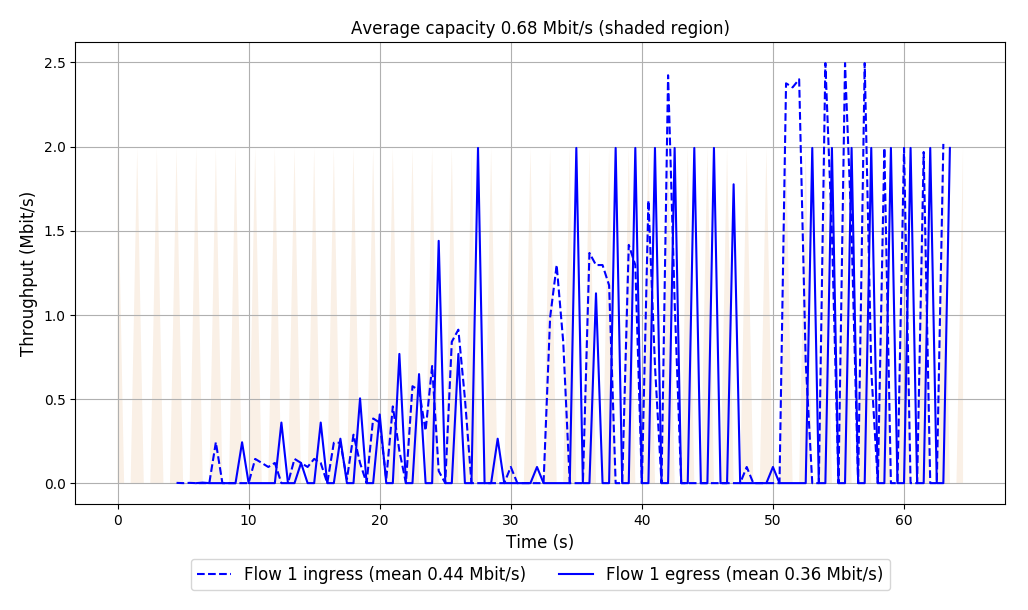 Average capacity 0.68 Mbit/s (shaded region)
2.5
2.0
1.5
1.0
0.5
0.0
Throughput (Mbit/s)
0 10 20 30 40 50 60
Time (s)
Flow 1 ingress (mean 0.44 Mbit/s) Flow 1 egress (mean 0.36 Mbit/s)